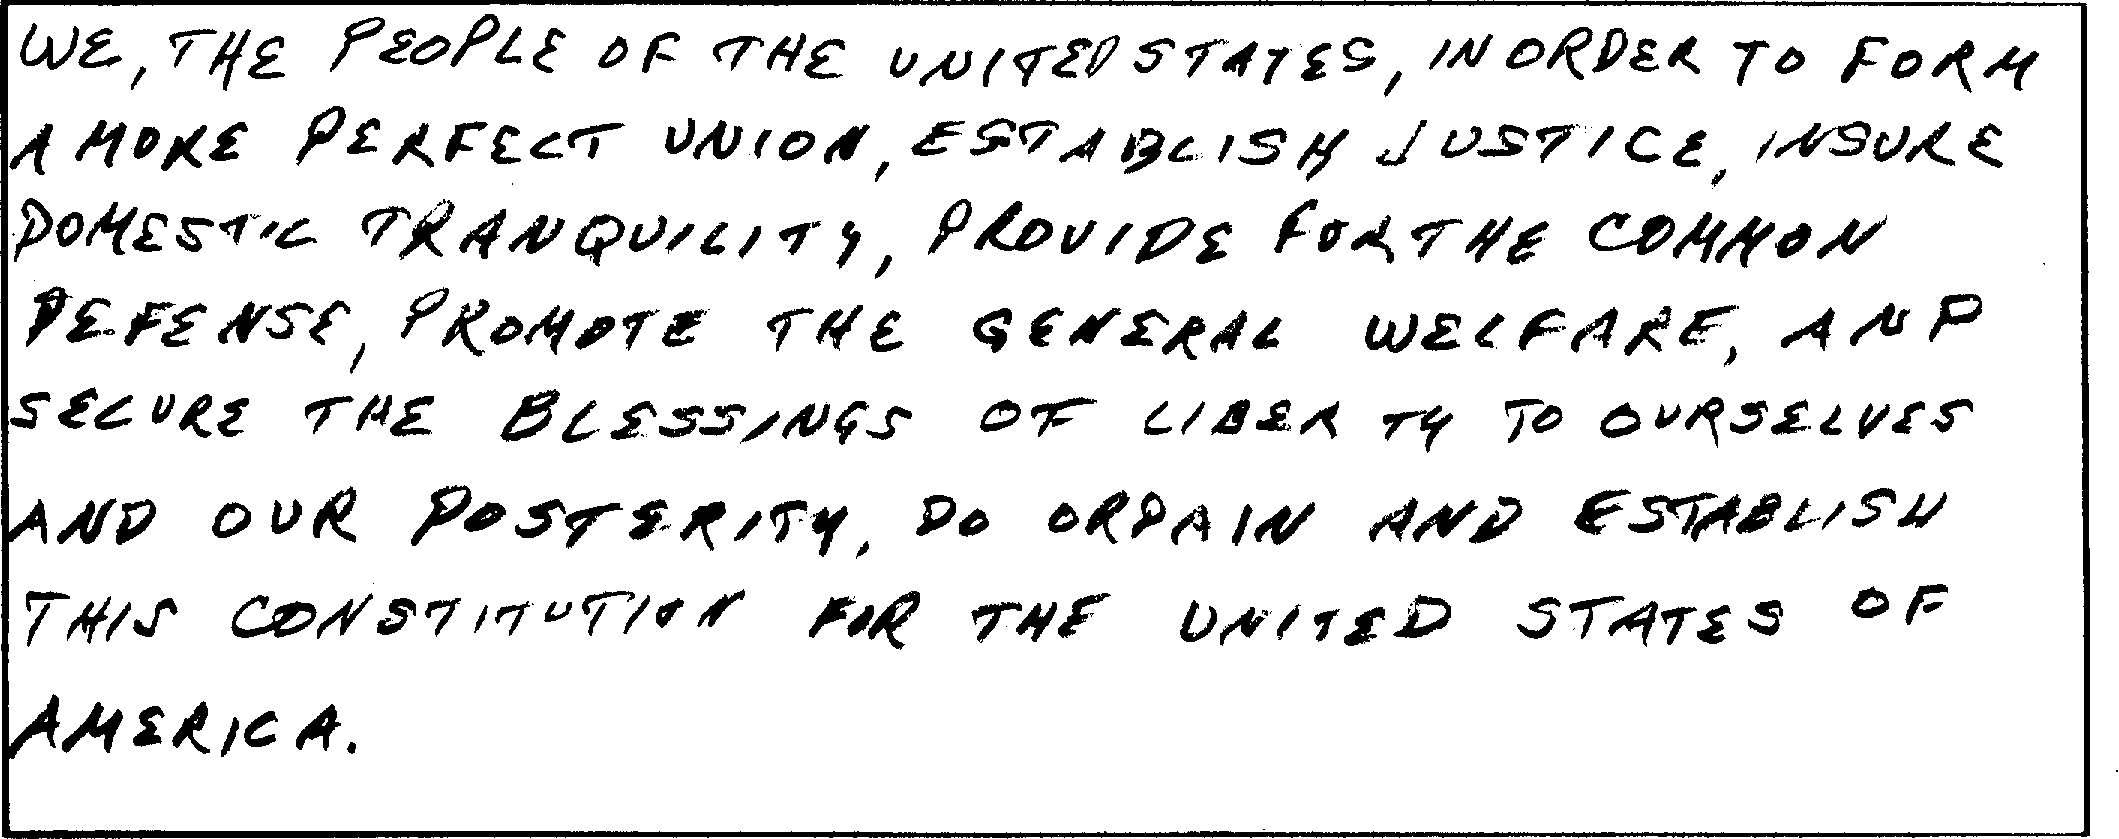 WE, THE PEOPLE OF THE UNITED STATES, IN ORDER TO FORM
A MORE PERFECT UNION, ESTABLISH JUSTICE, INSURE
DOMESTIC TRANQUILITY, PROVIDE FOR THE COMMON
DEFENSE, PROMOTE THE GENERAL WELFARE, AND
SECURE THE BLESSINGS OF LIBERTY TO OURSELVES
AND OUR POSTERITY, DO ORDAIN AND ESTABLISH
THIS CONSTITUTION FOR THE UNITED STATES OF
AMERICA.